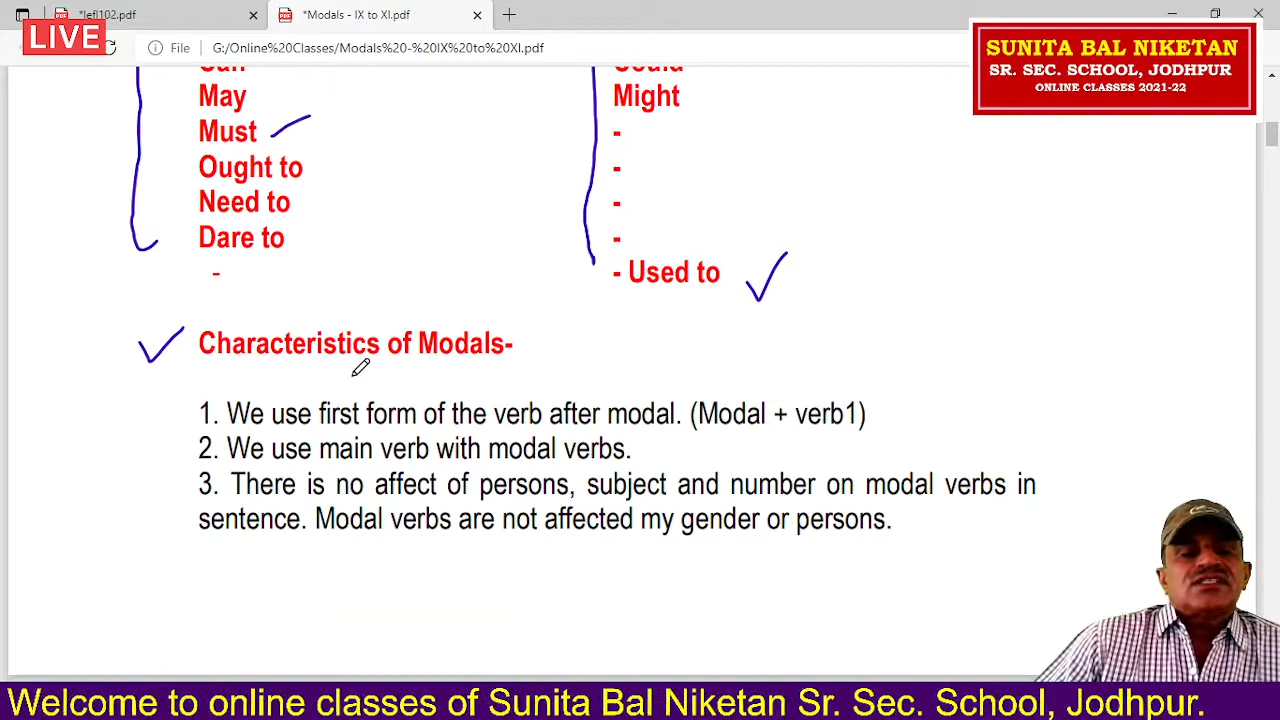 *lefl102.pdf
*Modals - IX to XI.pdf
LIVE
File
G:/Online%20Classes/Modals%20-%20IX%20to%20XI.pdf
SUNITA BAL NIKETAN
SR. SEC. SCHOOL, JODHPUR
ONLINE CLASSES 2021-22
Can
Could
May
Might
Must
-
Ought to
-
Need to
-
Dare to
-
-
- Used to
Characteristics of Modals-
1. We use first form of the verb after modal. (Modal + verb1)
2. We use main verb with modal verbs.
3. There is no affect of persons, subject and number on modal verbs in
sentence. Modal verbs are not affected my gender or persons.
Welcome to online classes of Sunita Bal Niketan Sr. Sec. School, Jodhpur.